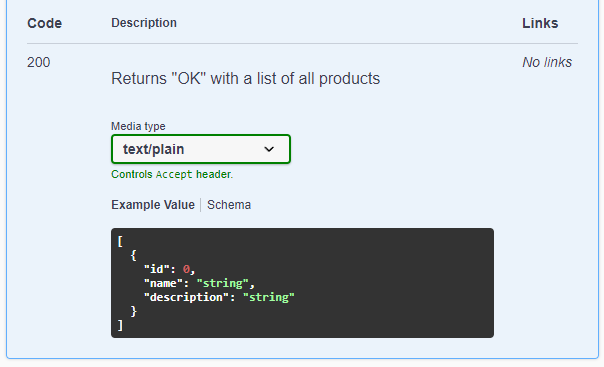 Code Description Links
200 No links
Returns "OK" with a list of all products
Media type
text/plain
Controls Accept header.
Example Value Schema
[
  {
    "id": 0,
    "name": "string",
    "description": "string"
  }
]